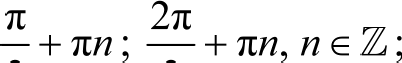 π/ + πn ; 2π/ + πn, n ∈ ℤ ;